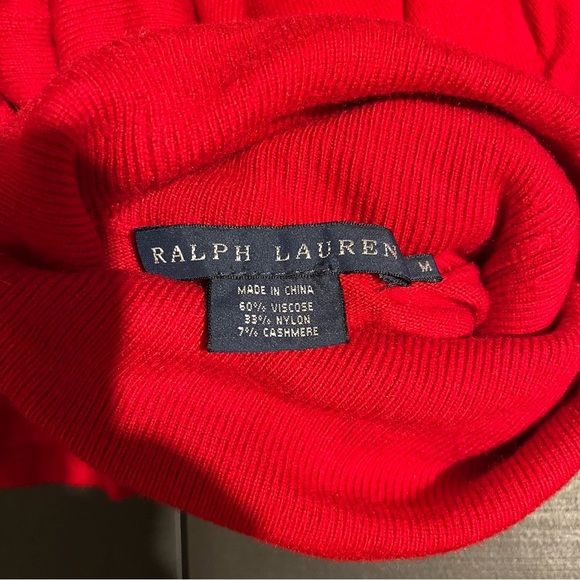 RALPH LAUREN
M
MADE IN CHINA
60% VISCOSE
33% NYLON
7% CASHMERE